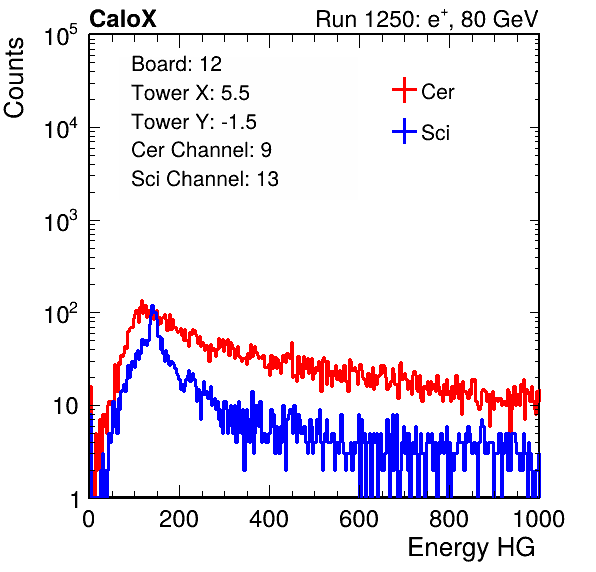 CaloX Run 1250: e⁺, 80 GeV
Counts
10⁵
10⁴
10³
10²
10
1
Board: 12
Tower X: 5.5
Tower Y: -1.5
Cer Channel: 9
Sci Channel: 13
Cer
Sci
0 200 400 600 800 1000
Energy HG